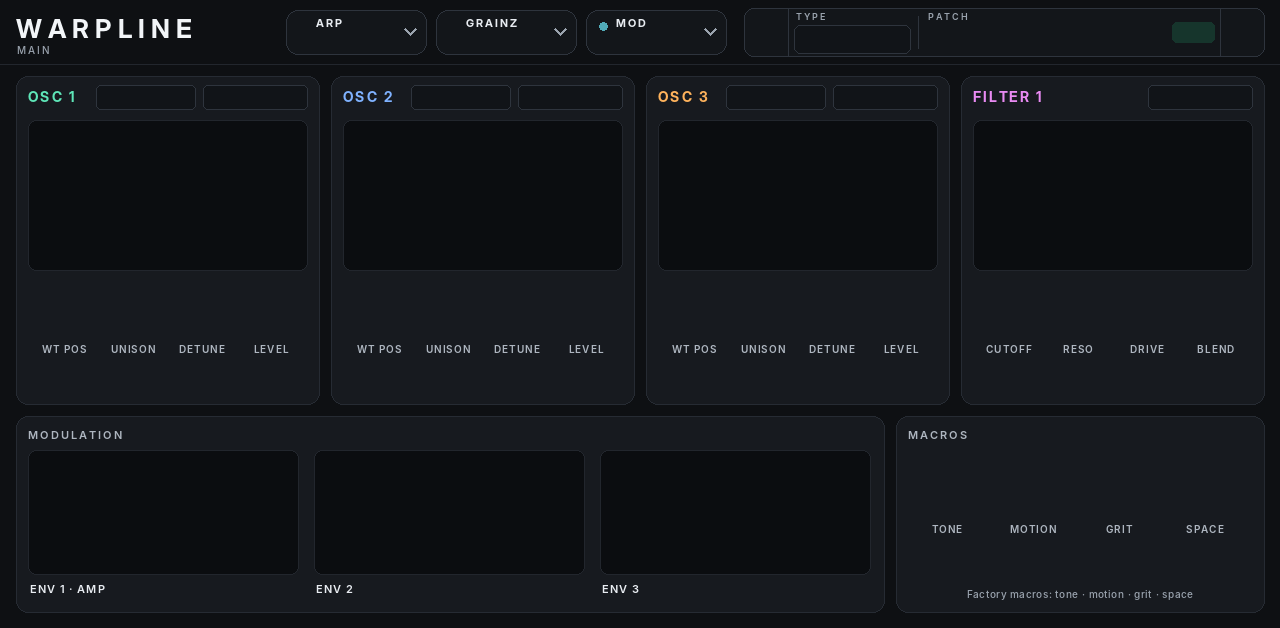 WARPLINE
MAIN
ARP
GRAINZ
MOD
TYPE
PATCH
OSC 1
OSC 2
OSC 3
FILTER 1
WT POS UNISON DETUNE LEVEL
WT POS UNISON DETUNE LEVEL
WT POS UNISON DETUNE LEVEL
CUTOFF RESO DRIVE BLEND
MODULATION
ENV 1 · AMP
ENV 2
ENV 3
MACROS
TONE MOTION GRIT SPACE
Factory macros: tone · motion · grit · space